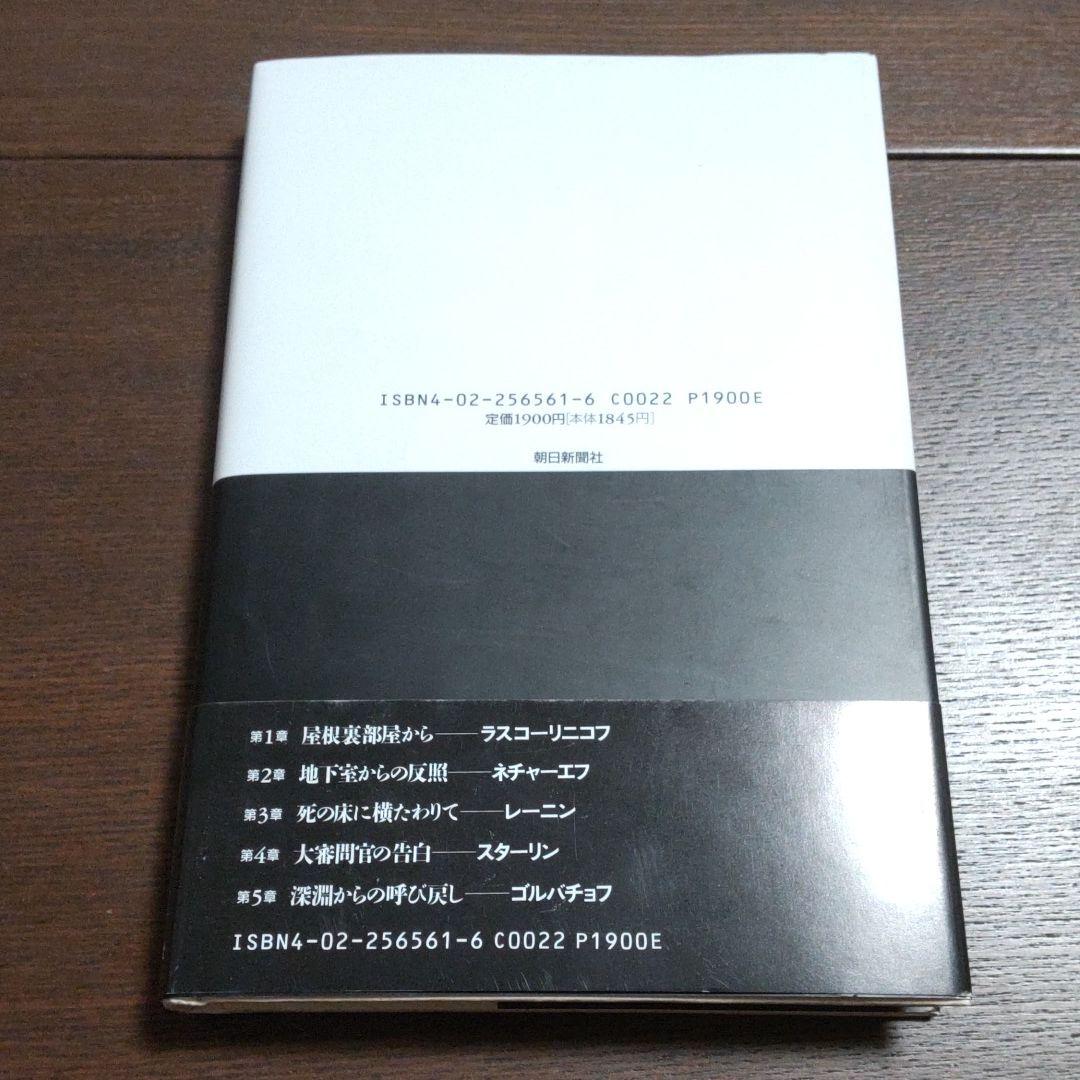 ISBN4-02-256561-6 C0022 P1900E
定価1900円[本体1845円]
朝日新聞社
第1章 屋根裏部屋から――ラスコーリニコフ
第2章 地下室からの反照――ネチャーエフ
第3章 死の床に横たわりて――レーニン
第4章 大審問官の告白――スターリン
第5章 深淵からの呼び戻し――ゴルバチョフ
ISBN4-02-256561-6 C0022 P1900E